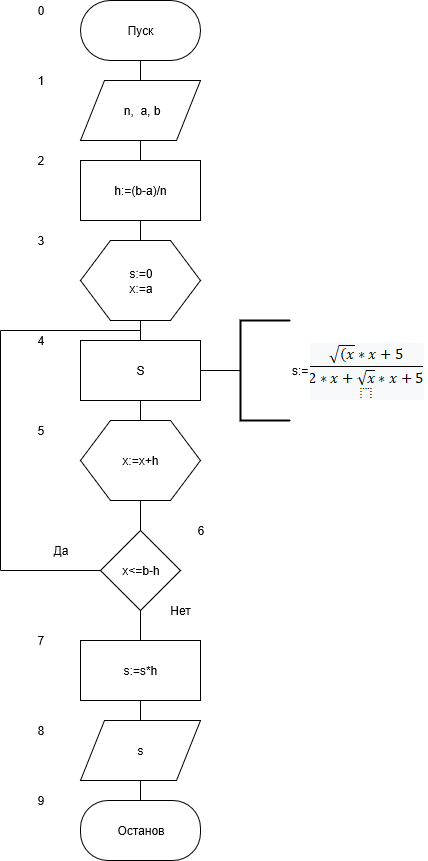 0
Пуск
1
n, a, b
2
h:=(b-a)/n
3
s:=0
x:=a
4
S
s:=
√(x * x + 5
2 * x + √x * x + 5
5
x:=x+h
6
Да
x<=b-h
Нет
7
s:=s*h
8
s
9
Останов